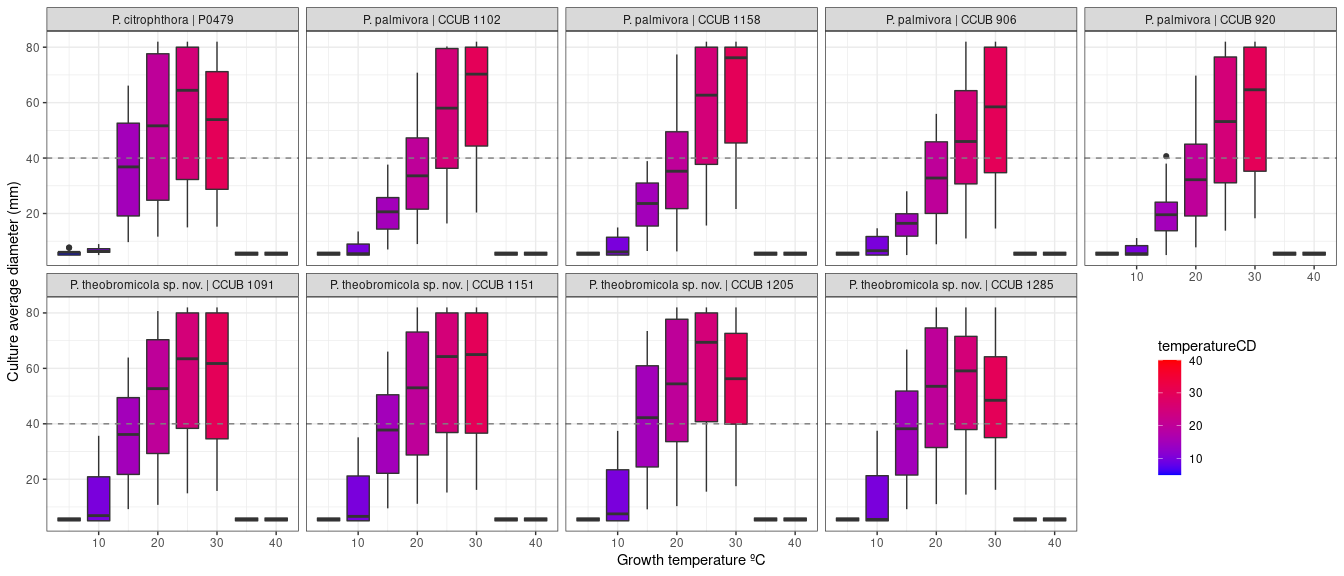 P. citrophthora | P0479
P. palmivora | CCUB 1102
P. palmivora | CCUB 1158
P. palmivora | CCUB 906
P. palmivora | CCUB 920
80
60
40
20
10
20
30
40
P. theobromicola sp. nov. | CCUB 1091
P. theobromicola sp. nov. | CCUB 1151
P. theobromicola sp. nov. | CCUB 1205
P. theobromicola sp. nov. | CCUB 1285
80
60
40
20
10
20
30
40
10
20
30
40
10
20
30
40
10
20
30
40
Culture average diameter (mm)
Growth temperature ºC
temperatureCD
40
30
20
10